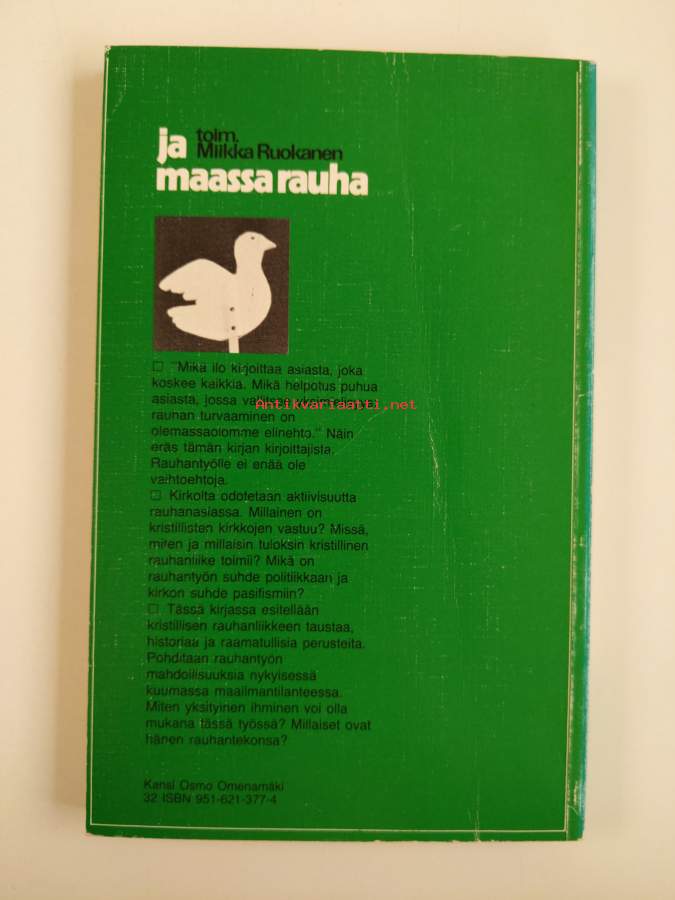 toim.
Miikka Ruokanen
ja
maassa rauha
□ "Mikä ilo kirjoittaa asiasta, joka
koskee kaikkia. Mikä helpotus puhua
asiasta, jossa vallitsee
Antikvariaatti.net
rauhan turvaaminen on
olemassaolomme elinehto." Näin
eräs tämän kirjan kirjoittajista.
Rauhantyölle ei enää ole
vaihtoehtoja.
□ Kirkolta odotetaan aktiivisuutta
rauhanasiassa. Millainen on
kristillisten kirkkojen vastuu? Missä,
miten ja millaisin tuloksin kristillinen
rauhanliike toimii? Mikä on
rauhantyön suhde politiikkaan ja
kirkon suhde pasifismiin?
□ Tässä kirjassa esitellään
kristillisen rauhanliikkeen taustaa,
historiaa ja raamatullisia perusteita.
Pohditaan rauhantyön
mahdollisuuksia nykyisessä
kuumassa maailmantilanteessa.
Miten yksityinen ihminen voi olla
mukana tässä työssä? Millaiset ovat
hänen rauhantekonsa?
Kansi Osmo Omenamäki
32 ISBN 951-621-377-4